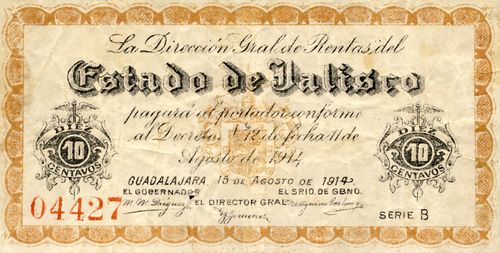 La Dirección Gral. de Rentas, del
Estado de Jalisco
pagará al portador conforme
al Decreto Nº 12 de fecha 11 de
Agosto de 1914
DIEZ
10
CENTAVOS
DIEZ
10
CENTAVOS
GUADALAJARA, 15 DE AGOSTO DE 1914
EL GOBERNADOR
EL SRIO. DE GBNO.
M. M. Dieguez
EL DIRECTOR GRAL.
04427
SERIE B